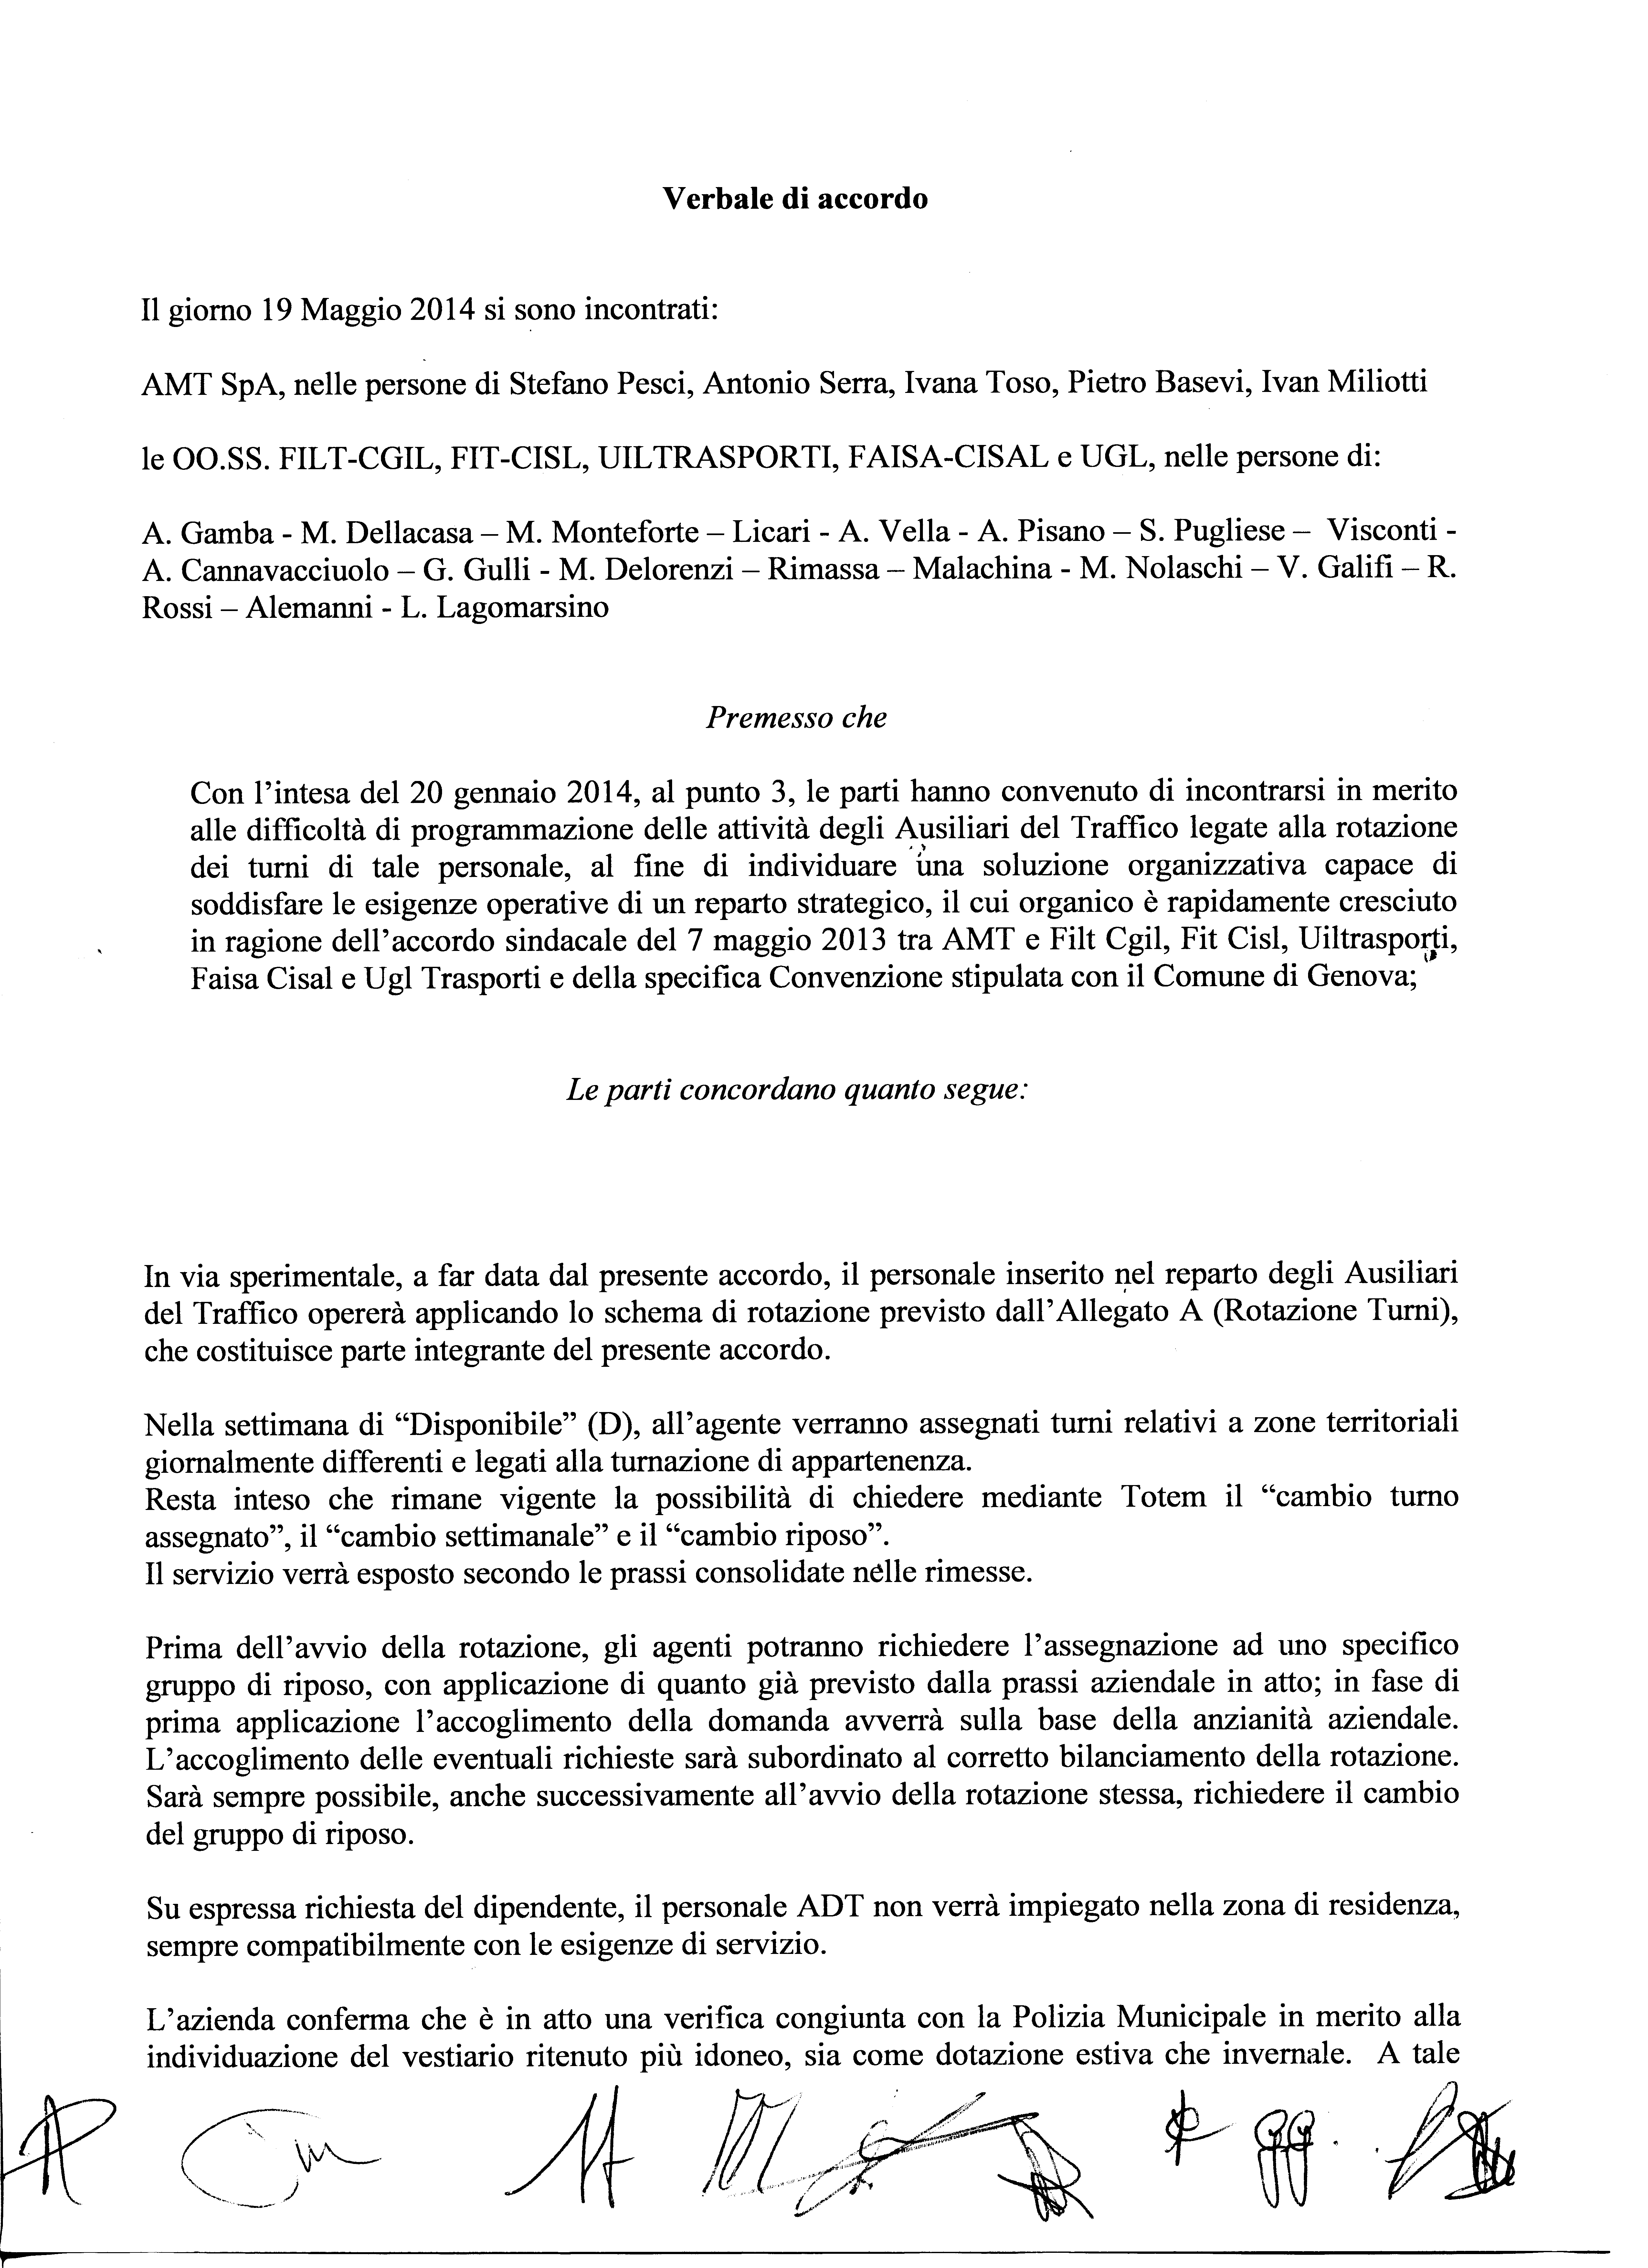 Verbale di accordo
Il giorno 19 Maggio 2014 si sono incontrati:
AMT SpA, nelle persone di Stefano Pesci, Antonio Serra, Ivana Toso, Pietro Basevi, Ivan Miliotti
le OO.SS. FILT-CGIL, FIT-CISL, UILTRASPORTI, FAISA-CISAL e UGL, nelle persone di:
A. Gamba - M. Dellacasa – M. Monteforte – Licari - A. Vella - A. Pisano – S. Pugliese – Visconti -
A. Cannavacciuolo – G. Gulli - M. Delorenzi – Rimassa – Malachina - M. Nolaschi – V. Galifi – R.
Rossi – Alemanni - L. Lagomarsino
Premesso che
Con l'intesa del 20 gennaio 2014, al punto 3, le parti hanno convenuto di incontrarsi in merito
alle difficoltà di programmazione delle attività degli Ausiliari del Traffico legate alla rotazione
dei turni di tale personale, al fine di individuare una soluzione organizzativa capace di
soddisfare le esigenze operative di un reparto strategico, il cui organico è rapidamente cresciuto
in ragione dell'accordo sindacale del 7 maggio 2013 tra AMT e Filt Cgil, Fit Cisl, Uiltrasporti,
Faisa Cisal e Ugl Trasporti e della specifica Convenzione stipulata con il Comune di Genova;
Le parti concordano quanto segue:
In via sperimentale, a far data dal presente accordo, il personale inserito nel reparto degli Ausiliari
del Traffico opererà applicando lo schema di rotazione previsto dall'Allegato A (Rotazione Turni),
che costituisce parte integrante del presente accordo.
Nella settimana di “Disponibile” (D), all'agente verranno assegnati turni relativi a zone territoriali
giornalmente differenti e legati alla turnazione di appartenenza.
Resta inteso che rimane vigente la possibilità di chiedere mediante Totem il “cambio turno
assegnato”, il “cambio settimanale” e il “cambio riposo”.
Il servizio verrà esposto secondo le prassi consolidate nelle rimesse.
Prima dell'avvio della rotazione, gli agenti potranno richiedere l'assegnazione ad uno specifico
gruppo di riposo, con applicazione di quanto già previsto dalla prassi aziendale in atto; in fase di
prima applicazione l'accoglimento della domanda avverrà sulla base della anzianità aziendale.
L'accoglimento delle eventuali richieste sarà subordinato al corretto bilanciamento della rotazione.
Sarà sempre possibile, anche successivamente all'avvio della rotazione stessa, richiedere il cambio
del gruppo di riposo.
Su espressa richiesta del dipendente, il personale ADT non verrà impiegato nella zona di residenza,
sempre compatibilmente con le esigenze di servizio.
L'azienda conferma che è in atto una verifica congiunta con la Polizia Municipale in merito alla
individuazione del vestiario ritenuto più idoneo, sia come dotazione estiva che invernale. A tale